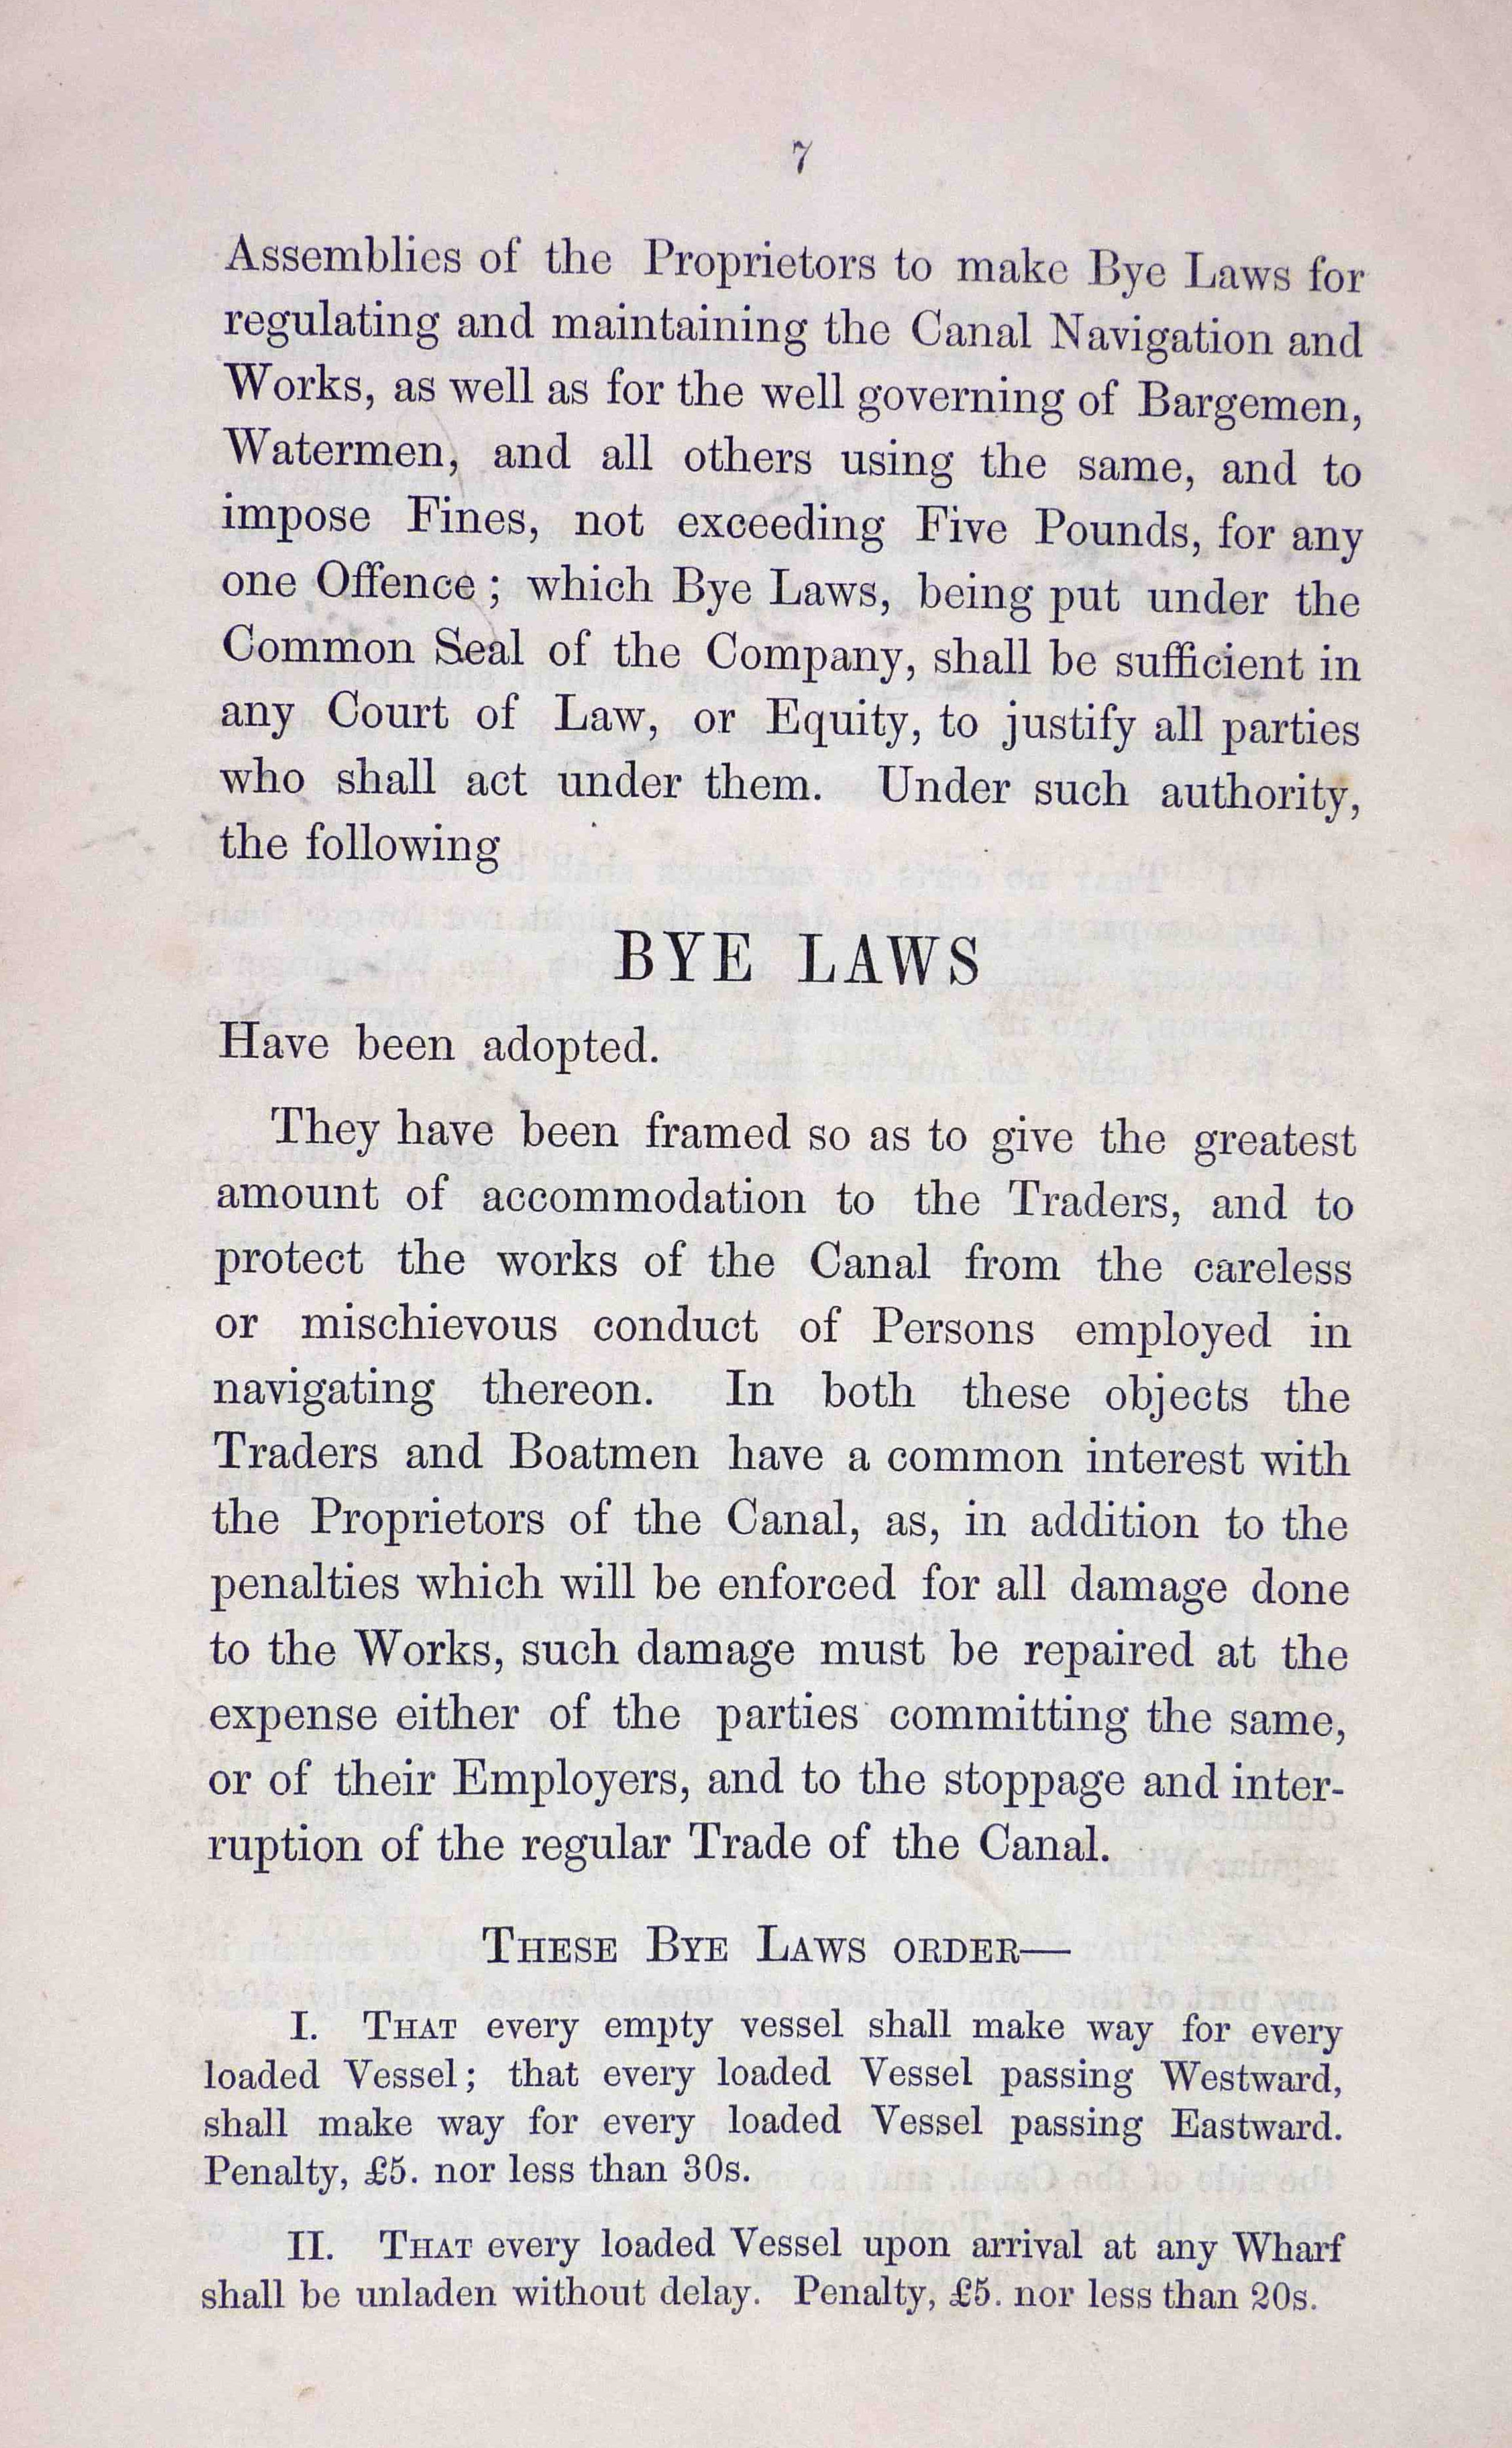 7
Assemblies of the Proprietors to make Bye Laws for
regulating and maintaining the Canal Navigation and
Works, as well as for the well governing of Bargemen,
Watermen, and all others using the same, and to
impose Fines, not exceeding Five Pounds, for any
one Offence; which Bye Laws, being put under the
Common Seal of the Company, shall be sufficient in
any Court of Law, or Equity, to justify all parties
who shall act under them. Under such authority,
the following
BYE LAWS
Have been adopted.
They have been framed so as to give the greatest
amount of accommodation to the Traders, and to
protect the works of the Canal from the careless
or mischievous conduct of Persons employed in
navigating thereon. In both these objects the
Traders and Boatmen have a common interest with
the Proprietors of the Canal, as, in addition to the
penalties which will be enforced for all damage done
to the Works, such damage must be repaired at the
expense either of the parties committing the same,
or of their Employers, and to the stoppage and inter-
ruption of the regular Trade of the Canal.
THESE BYE LAWS ORDER—
I. THAT every empty vessel shall make way for every
loaded Vessel; that every loaded Vessel passing Westward,
shall make way for every loaded Vessel passing Eastward.
Penalty, £5. nor less than 30s.
II. THAT every loaded Vessel upon arrival at any Wharf
shall be unladen without delay. Penalty, £5. nor less than 20s.